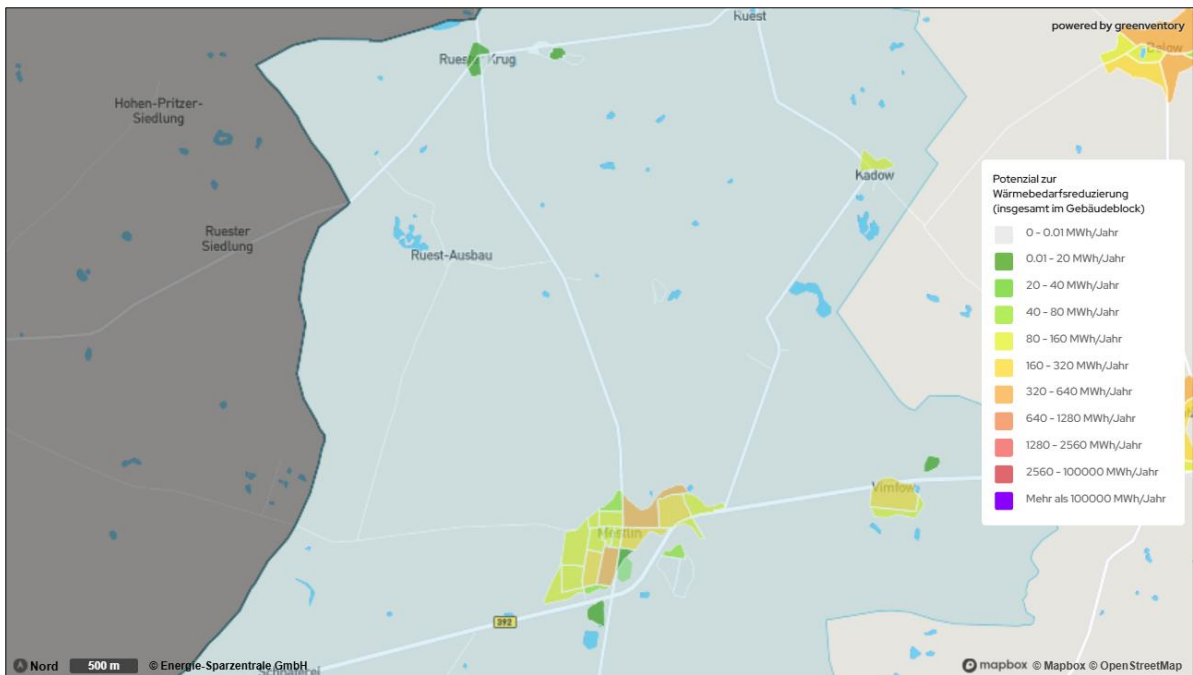 Ruest
powered by greenventory
Ruester Krug
Below
Hohen-Pritzer-
Siedlung
Kadow
Potenzial zur
Wärmebedarfsreduzierung
(insgesamt im Gebäudeblock)
0 - 0.01 MWh/Jahr
0.01 - 20 MWh/Jahr
20 - 40 MWh/Jahr
40 - 80 MWh/Jahr
80 - 160 MWh/Jahr
160 - 320 MWh/Jahr
320 - 640 MWh/Jahr
640 - 1280 MWh/Jahr
1280 - 2560 MWh/Jahr
2560 - 100000 MWh/Jahr
Mehr als 100000 MWh/Jahr
Ruester
Siedlung
Ruest-Ausbau
Vimfow
Mestlin
392
Nord
500 m
© Energie-Sparzentrale GmbH
Schäferei
mapbox © Mapbox © OpenStreetMap